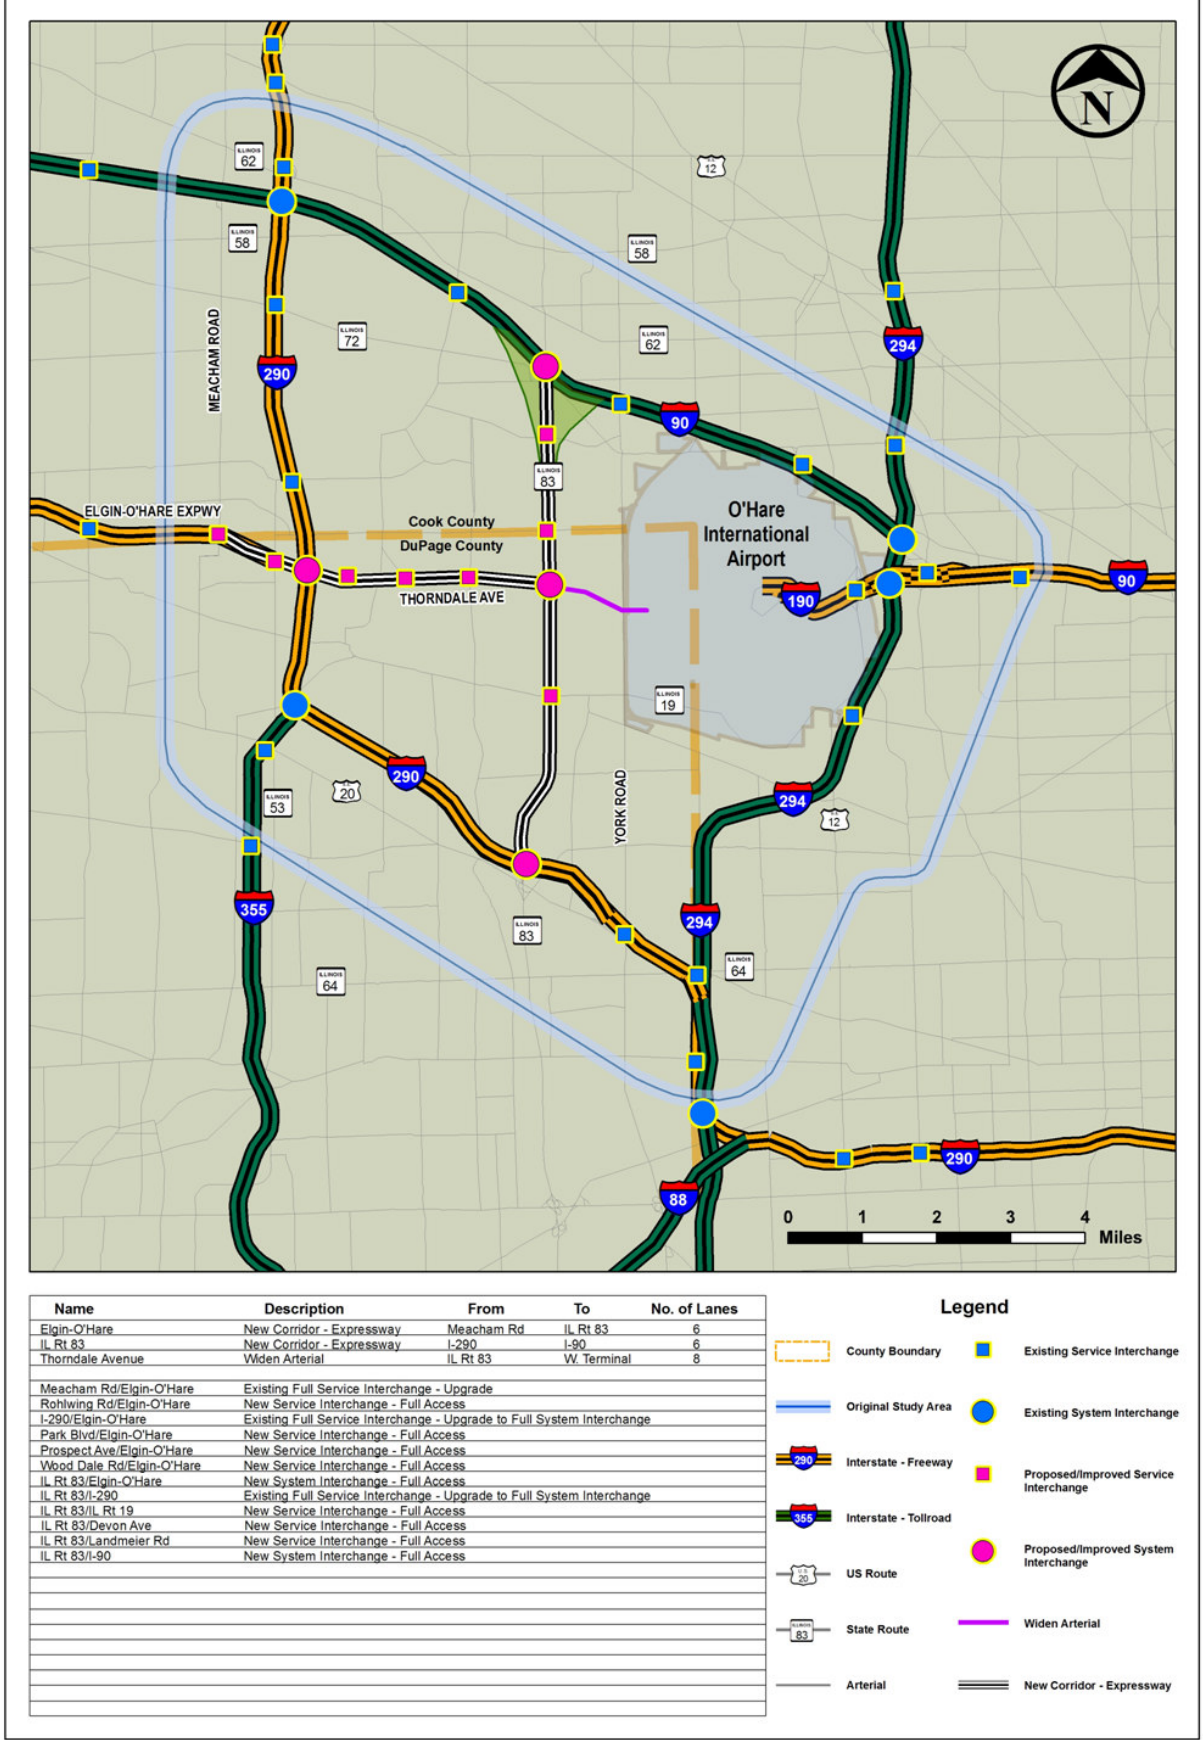 N
ILLINOIS
62
U.S.
12
ILLINOIS
58
ILLINOIS
58
MEACHAM ROAD
ILLINOIS
72
ILLINOIS
62
294
290
90
ILLINOIS
83
ELGIN-O'HARE EXPWY
Cook County
DuPage County
O'Hare
International
Airport
THORNDALE AVE
190
90
ILLINOIS
19
290
20
ILLINOIS
53
YORK ROAD
294
12
355
294
ILLINOIS
83
ILLINOIS
64
ILLINOIS
64
290
88
0 1 2 3 4
Miles
Name Description From To No. of Lanes
Elgin-O'Hare New Corridor - Expressway Meacham Rd IL Rt 83 6
IL Rt 83 New Corridor - Expressway I-290 I-90 6
Thorndale Avenue Widen Arterial IL Rt 83 W. Terminal 8
Meacham Rd/Elgin-O'Hare Existing Full Service Interchange - Upgrade
Rohlwing Rd/Elgin-O'Hare New Service Interchange - Full Access
I-290/Elgin-O'Hare Existing Full Service Interchange - Upgrade to Full System Interchange
Park Blvd/Elgin-O'Hare New Service Interchange - Full Access
Prospect Ave/Elgin-O'Hare New Service Interchange - Full Access
Wood Dale Rd/Elgin-O'Hare New Service Interchange - Full Access
IL Rt 83/Elgin-O'Hare New System Interchange - Full Access
IL Rt 83/I-290 Existing Full Service Interchange - Upgrade to Full System Interchange
IL Rt 83/IL Rt 19 New Service Interchange - Full Access
IL Rt 83/Devon Ave New Service Interchange - Full Access
IL Rt 83/Landmeier Rd New Service Interchange - Full Access
IL Rt 83/I-90 New System Interchange - Full Access
Legend
County Boundary
Existing Service Interchange
Original Study Area
Existing System Interchange
290
Interstate - Freeway
Proposed/Improved Service
Interchange
355
Interstate - Tollroad
Proposed/Improved System
Interchange
U.S.
20
US Route
ILLINOIS
83
State Route
Widen Arterial
Arterial
New Corridor - Expressway